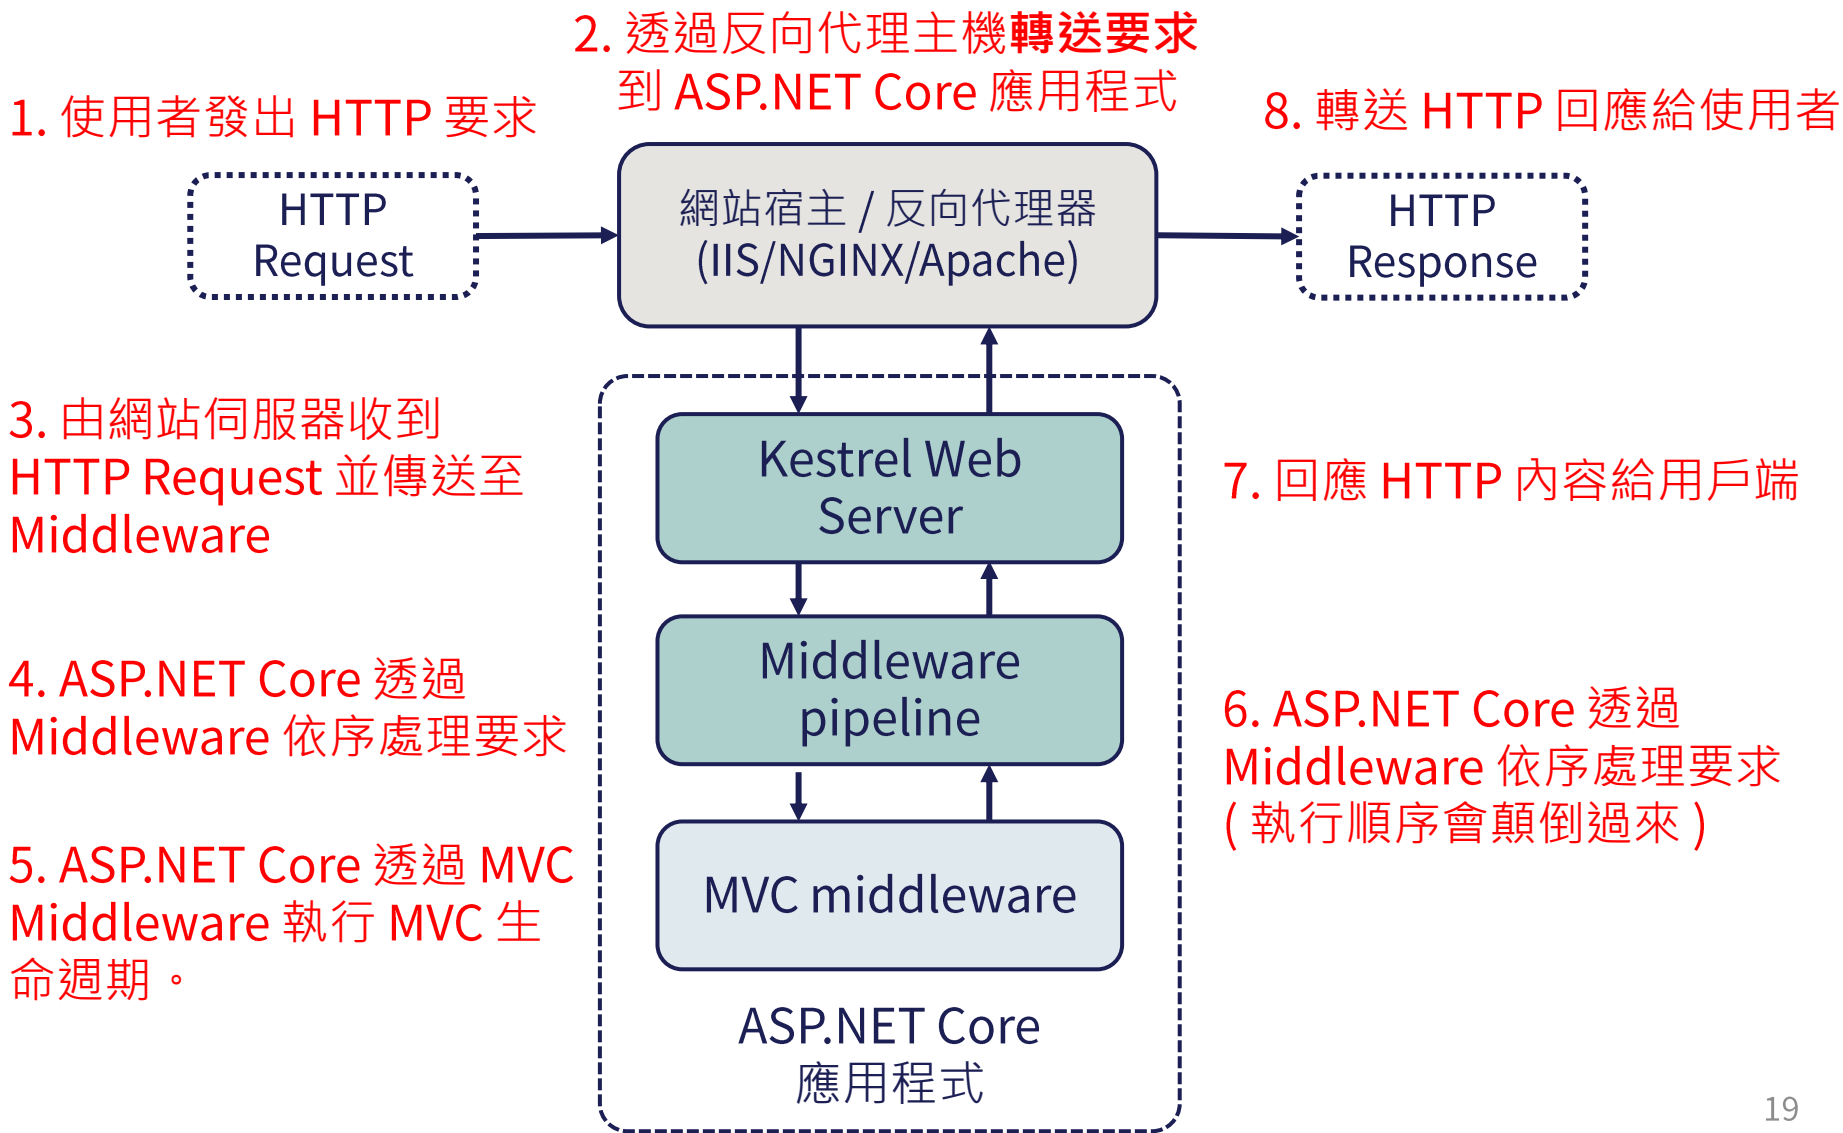 2. 透過反向代理主機轉送要求
到 ASP.NET Core 應用程式
1. 使用者發出 HTTP 要求
8. 轉送 HTTP 回應給使用者
HTTP
Request
網站宿主 / 反向代理器
(IIS/NGINX/Apache)
HTTP
Response
3. 由網站伺服器收到
HTTP Request 並傳送至
Middleware
Kestrel Web
Server
7. 回應 HTTP 內容給用戶端
4. ASP.NET Core 透過
Middleware 依序處理要求
Middleware
pipeline
6. ASP.NET Core 透過
Middleware 依序處理要求
( 執行順序會顛倒過來 )
5. ASP.NET Core 透過 MVC
Middleware 執行 MVC 生
命週期。
MVC middleware
ASP.NET Core
應用程式
19